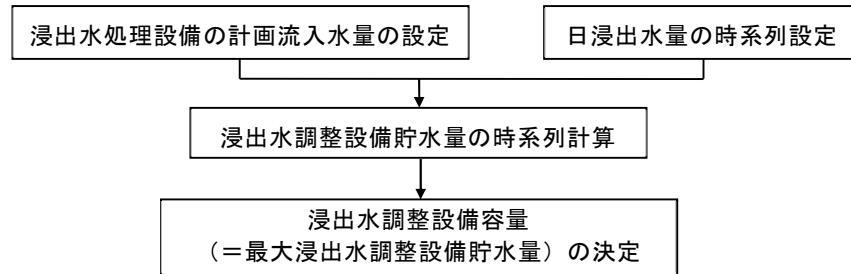 浸出水処理設備の計画流入水量の設定
日浸出水量の時系列設定
浸出水調整設備貯水量の時系列計算
浸出水調整設備容量
（＝最大浸出水調整設備貯水量）の決定